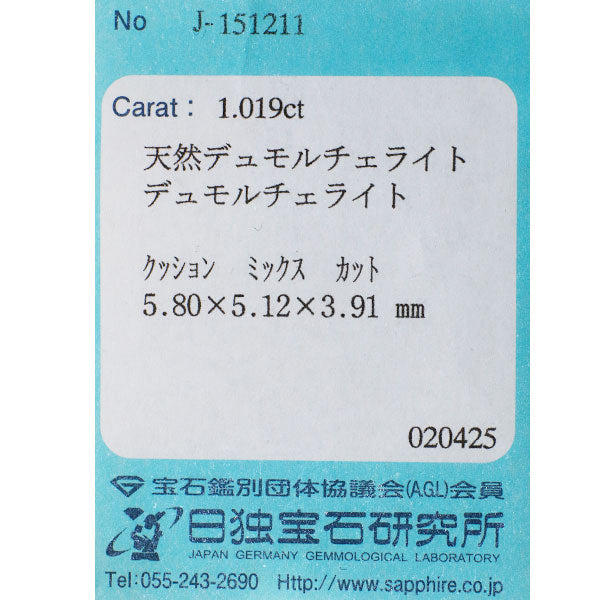 No J-151211
Carat: 1.019ct
天然デュモルチェライト
デュモルチェライト
ｸｯｼｮﾝ ﾐｯｸｽ ｶｯﾄ
5.80×5.12×3.91 mm
020425
宝石鑑別団体協議会(A.G.L)会員
日独宝石研究所
JAPAN GERMANY GEMMOLOGICAL LABORATORY
Tel:055-243-2690 Http://www.sapphire.co.jp